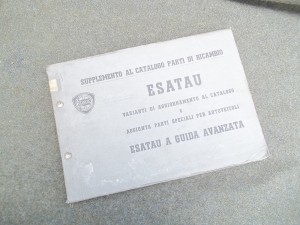 SUPPLEMENTO AL CATALOGO PARTI DI RICAMBIO
ESATAU
VARIANTI DI AGGIORNAMENTO AL CATALOGO
E
AGGIUNTA PARTI SPECIALI PER AUTOVEICOLI
ESATAU A GUIDA AVANZATA